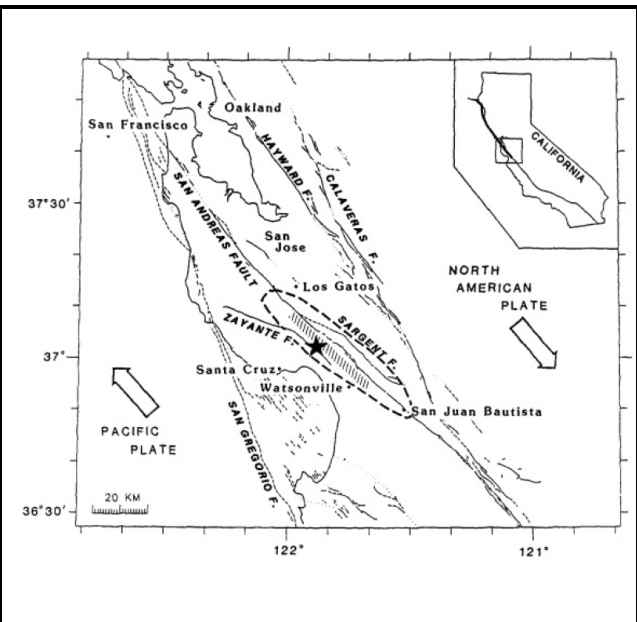 Oakland
San Francisco
HAYWARD F.
CALAVERAS F.
CALIFORNIA
SAN ANDREAS FAULT
37°30'
San
Jose
NORTH
AMERICAN
PLATE
Los Gatos
ZAYANTE F.
SARGENT F.
37°
Santa Cruz
Watsonville
San Juan Bautista
SAN GREGORIO F.
PACIFIC
PLATE
20 KM
36°30'
122°
121°